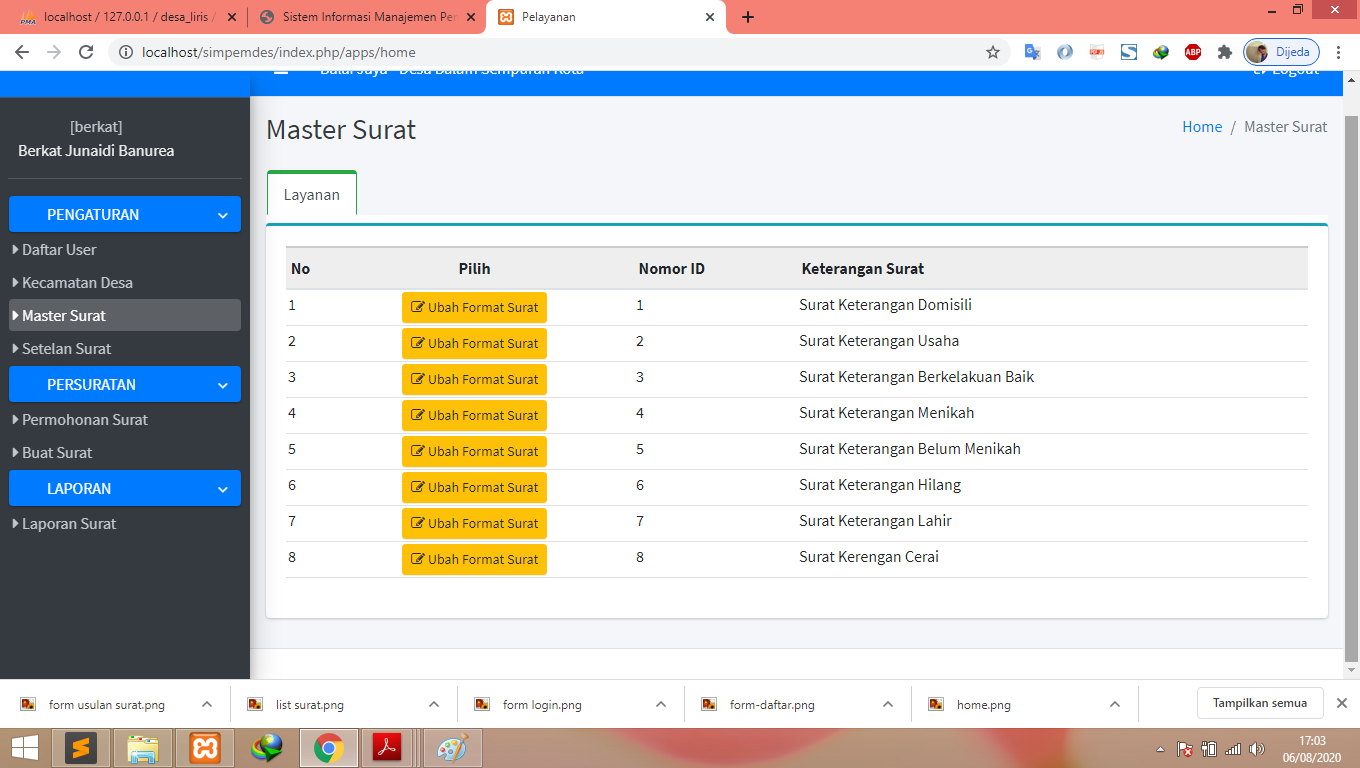 localhost / 127.0.0.1 / desa_liris /
Sistem Informasi Manajemen Pem
Pelayanan
localhost/simpemdes/index.php/apps/home
Dijeda
[berkat]
Berkat Junaidi Banurea
PENGATURAN
Daftar User
Kecamatan Desa
Master Surat
Setelan Surat
PERSURATAN
Permohonan Surat
Buat Surat
LAPORAN
Laporan Surat
Logout
Master Surat
Home / Master Surat
Layanan
No Pilih Nomor ID Keterangan Surat
1 Ubah Format Surat 1 Surat Keterangan Domisili
2 Ubah Format Surat 2 Surat Keterangan Usaha
3 Ubah Format Surat 3 Surat Keterangan Berkelakuan Baik
4 Ubah Format Surat 4 Surat Keterangan Menikah
5 Ubah Format Surat 5 Surat Keterangan Belum Menikah
6 Ubah Format Surat 6 Surat Keterangan Hilang
7 Ubah Format Surat 7 Surat Keterangan Lahir
8 Ubah Format Surat 8 Surat Kerengan Cerai
form usulan surat.png
list surat.png
form login.png
form-daftar.png
home.png
Tampilkan semua
17:03
06/08/2020